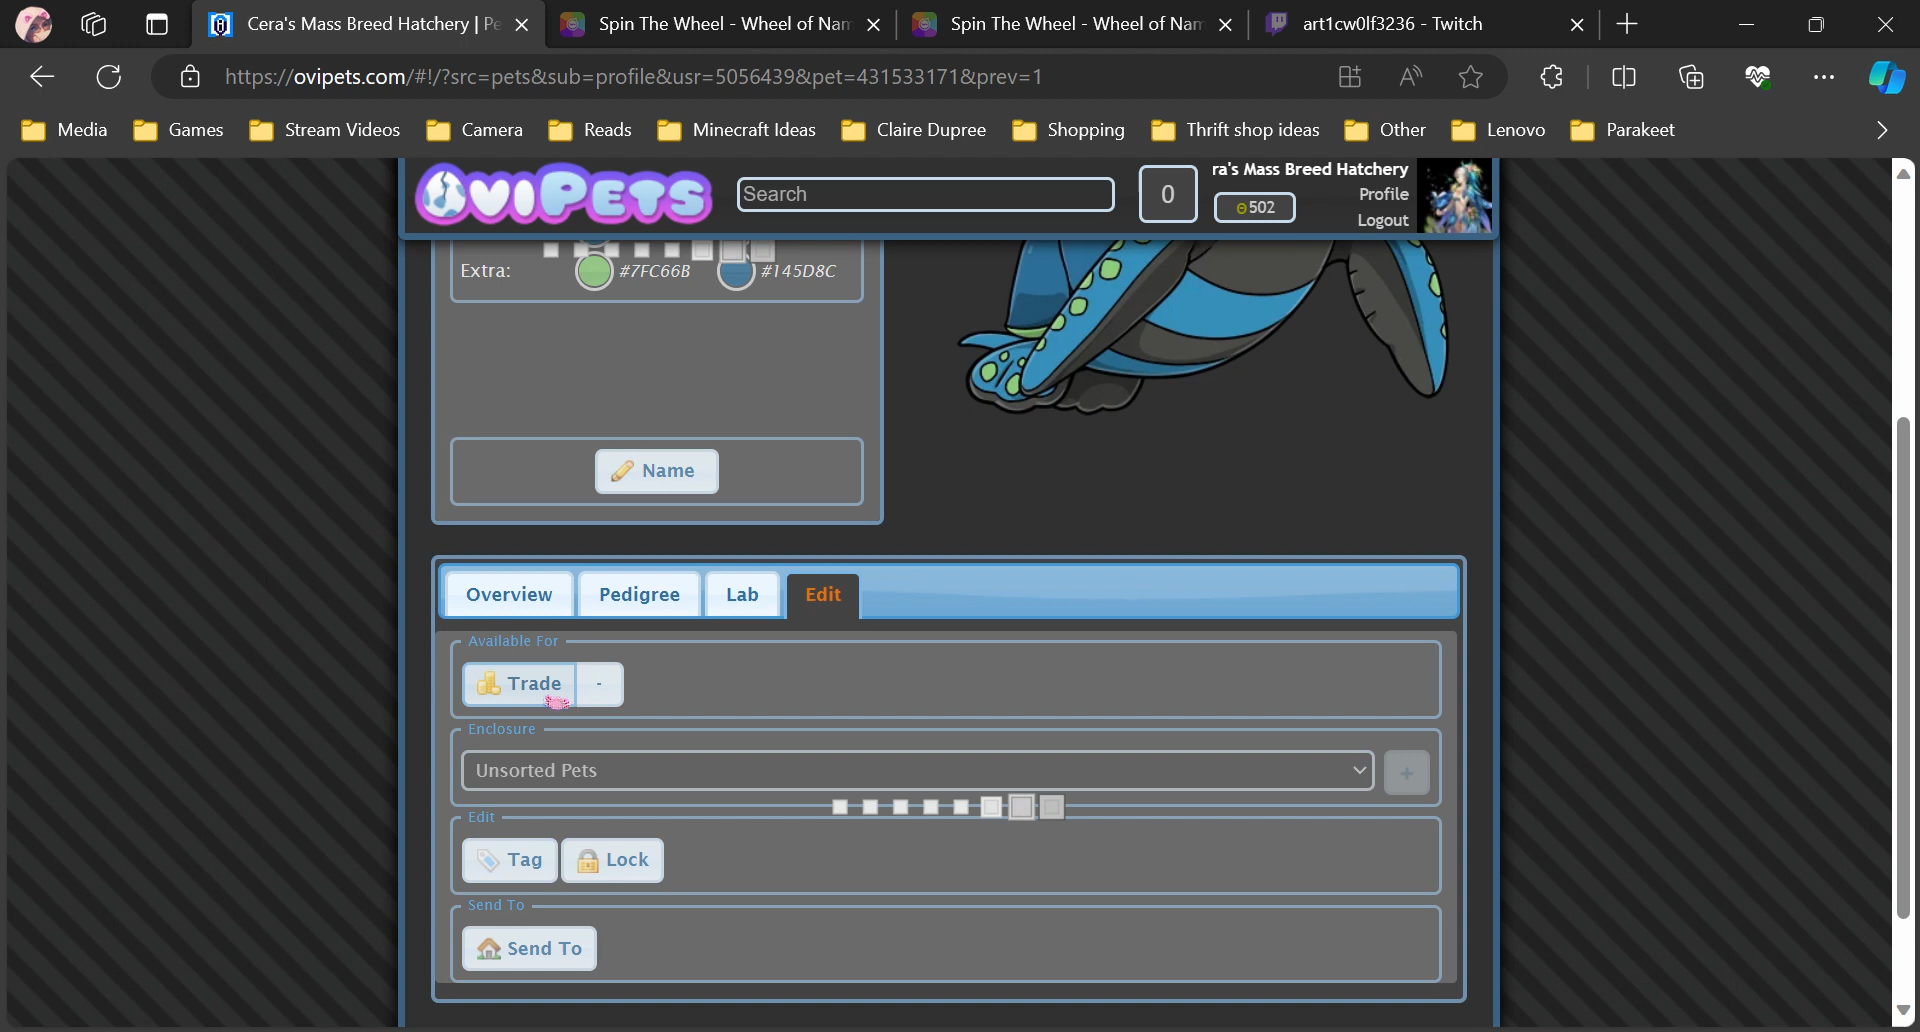 Cera's Mass Breed Hatchery | Pe
Spin The Wheel - Wheel of Nam
Spin The Wheel - Wheel of Nam
art1cw0lf3236 - Twitch
https://ovipets.com/#!/?src=pets&sub=profile&usr=5056439&pet=431533171&prev=1
Media
Games
Stream Videos
Camera
Reads
Minecraft Ideas
Claire Dupree
Shopping
Thrift shop ideas
Other
Lenovo
Parakeet
OviPets
Search
0
ra's Mass Breed Hatchery
502
Profile
Logout
Extra:
#7FC66B
#145D8C
Name
Overview
Pedigree
Lab
Edit
Available For
Trade
-
Enclosure
Unsorted Pets
+
Edit
Tag
Lock
Send To
Send To